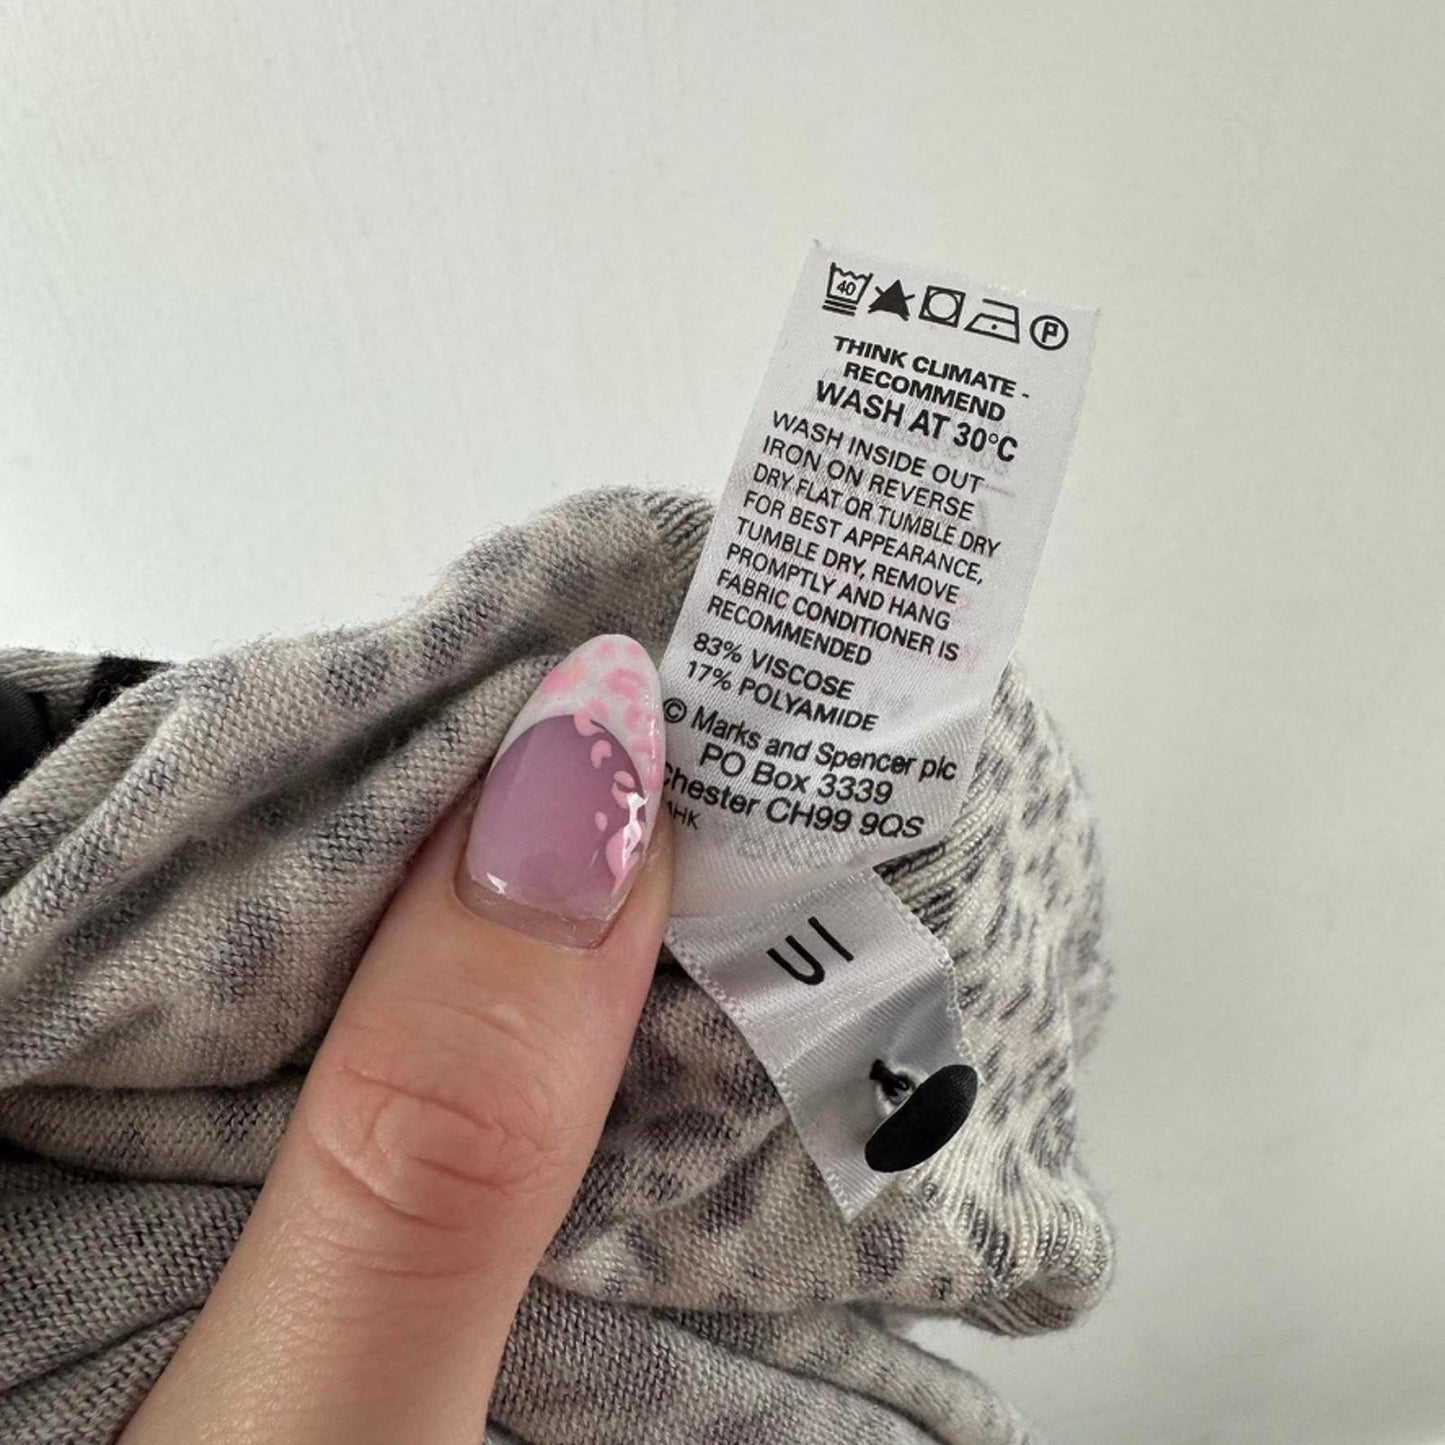 40
P
THINK CLIMATE -
RECOMMEND
WASH AT 30°C
WASH INSIDE OUT
IRON ON REVERSE
DRY FLAT OR TUMBLE DRY
FOR BEST APPEARANCE,
TUMBLE DRY, REMOVE
PROMPTLY AND HANG
FABRIC CONDITIONER IS
RECOMMENDED
83% VISCOSE
17% POLYAMIDE
© Marks and Spencer plc
PO Box 3339
hester CH99 9QS
HK